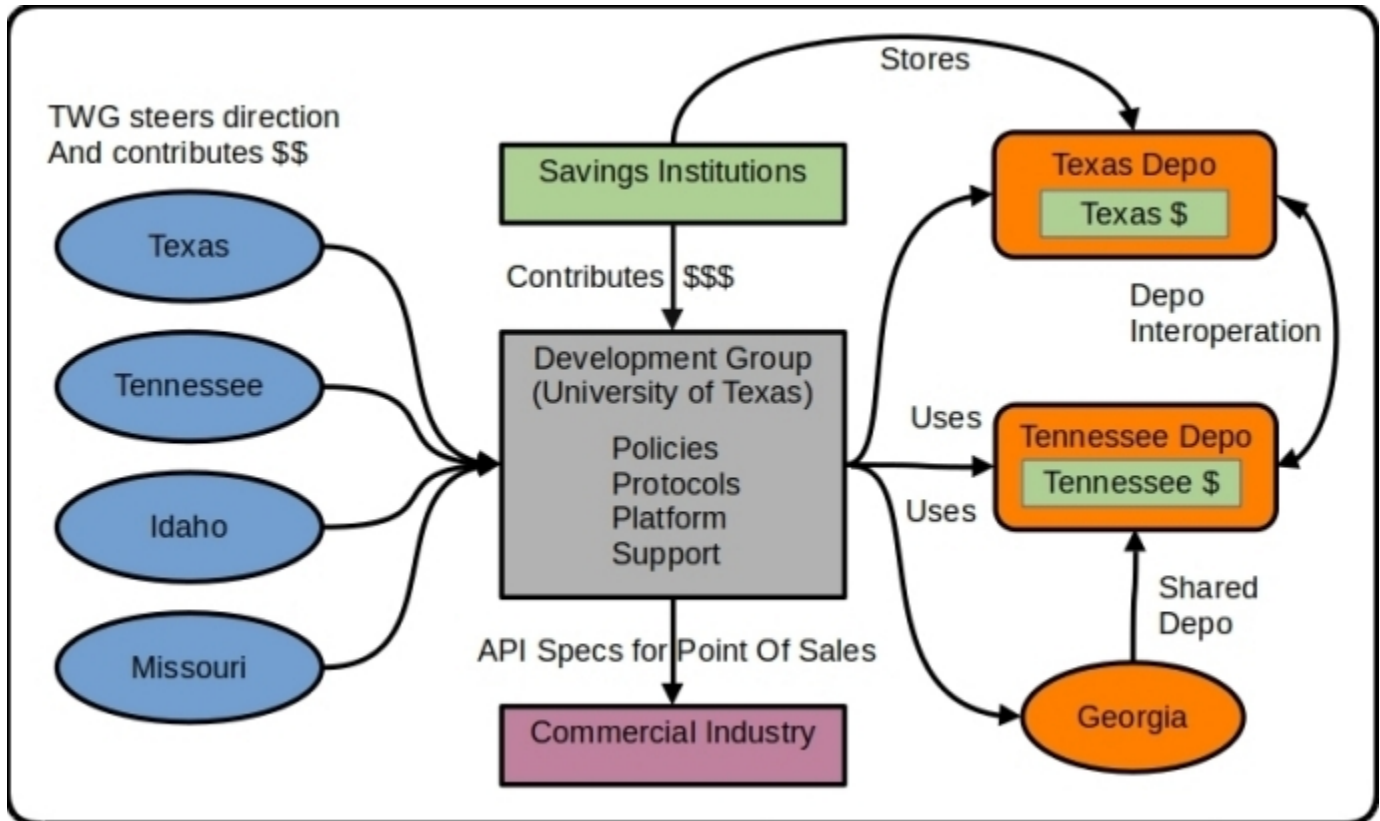 Stores
TWG steers direction
And contributes $$
Savings Institutions
Texas Depo
Texas $
Texas
Contributes $$$
Depo
Interoperation
Development Group
(University of Texas)
Tennessee
Policies
Protocols
Platform
Support
Uses
Tennessee Depo
Tennessee $
Uses
Idaho
Shared
Depo
API Specs for Point Of Sales
Missouri
Commercial Industry
Georgia